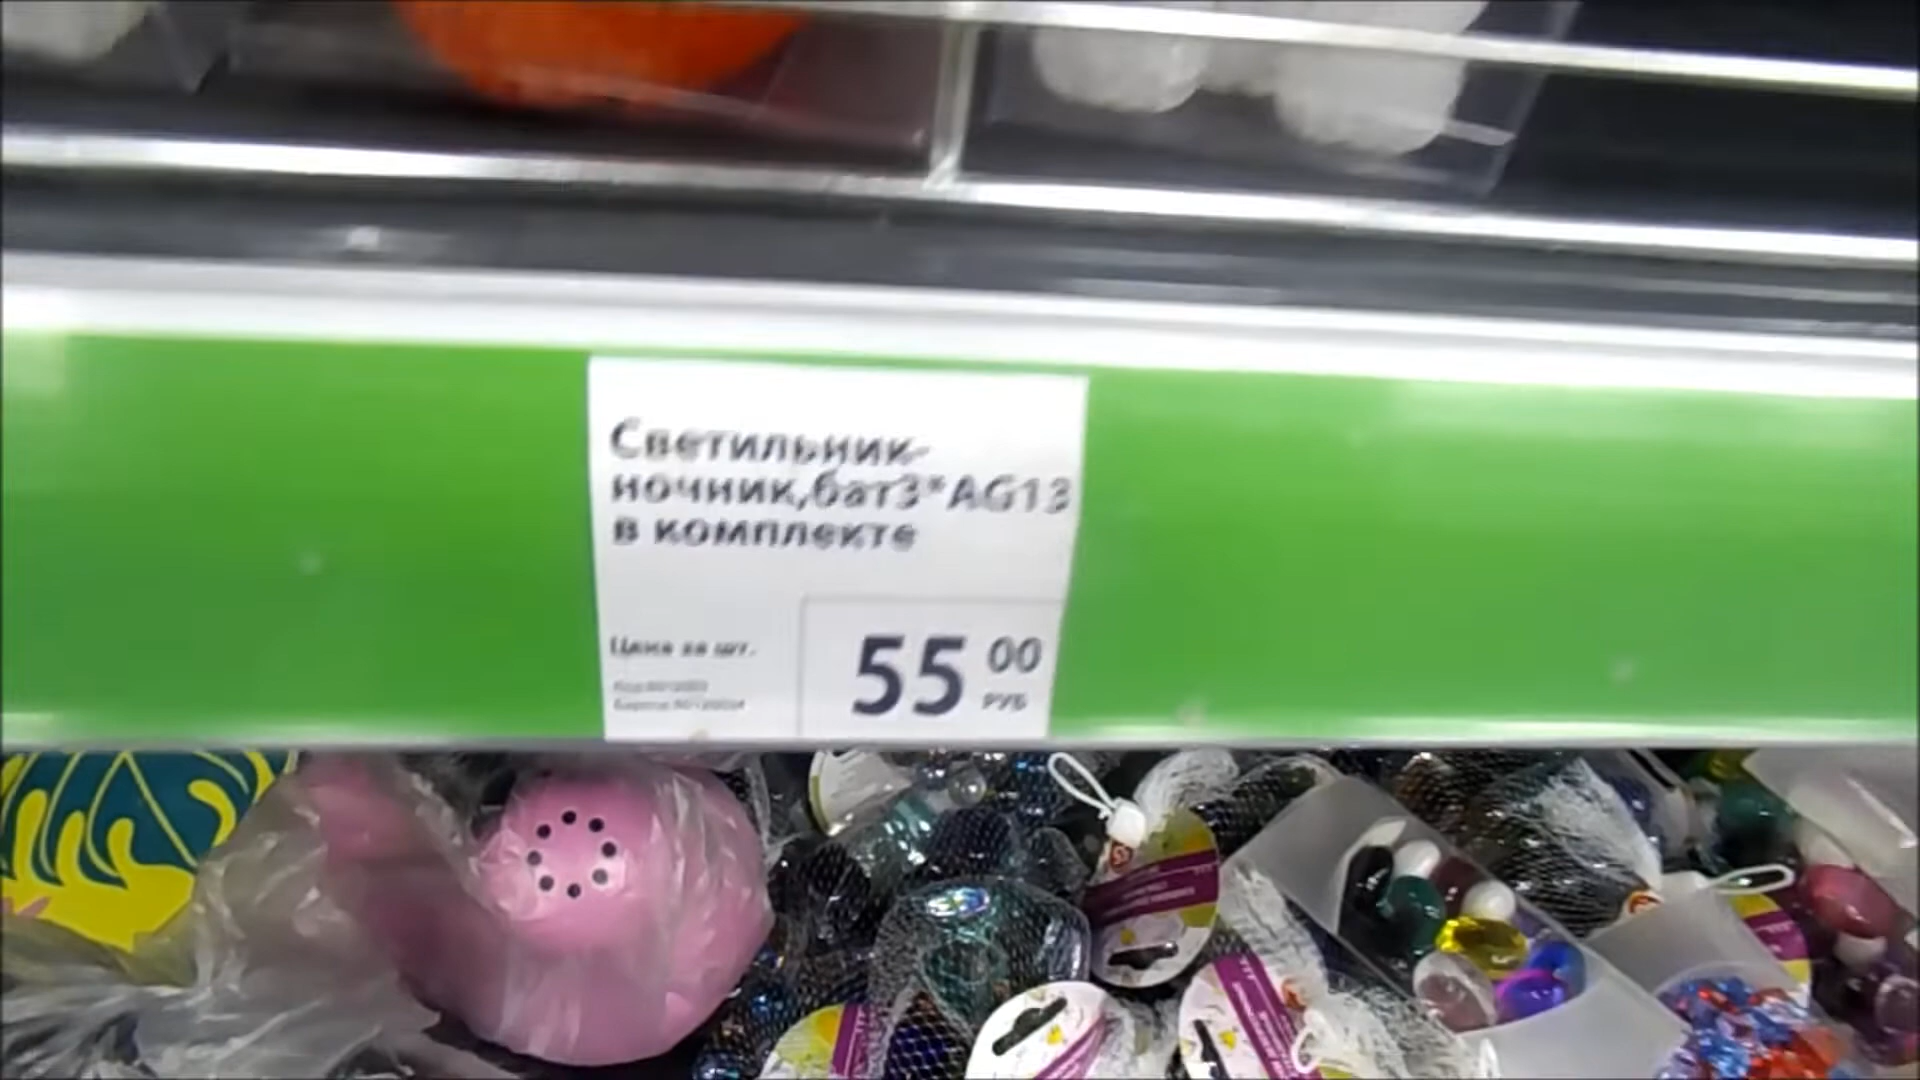 Светильник-
ночник,бат3*AG13
в комплекте
Цена за шт.
55 00
РУБ